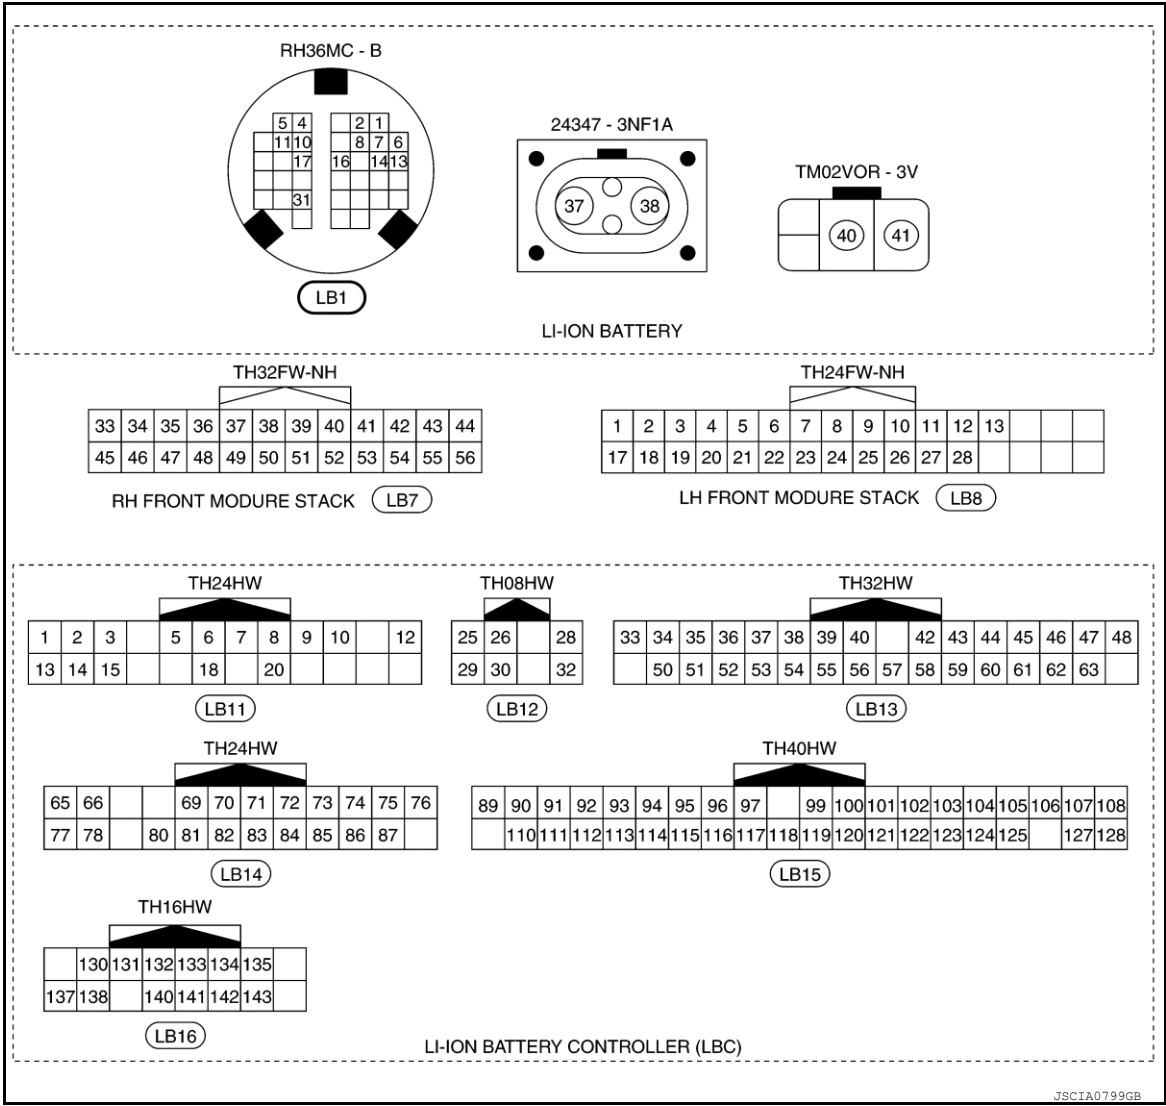 RH36MC - B
5 4 2 1
11 10 8 7 6
17 16 14 13
31
LB1
24347 - 3NF1A
37 38
TM02VOR - 3V
40 41
LI-ION BATTERY
TH32FW-NH
33 34 35 36 37 38 39 40 41 42 43 44
45 46 47 48 49 50 51 52 53 54 55 56
RH FRONT MODURE STACK LB7
TH24FW-NH
1 2 3 4 5 6 7 8 9 10 11 12 13
17 18 19 20 21 22 23 24 25 26 27 28
LH FRONT MODURE STACK LB8
TH24HW
1 2 3 5 6 7 8 9 10 12
13 14 15 18 20
LB11
TH08HW
25 26 28
29 30 32
LB12
TH32HW
33 34 35 36 37 38 39 40 42 43 44 45 46 47 48
50 51 52 53 54 55 56 57 58 59 60 61 62 63
LB13
TH24HW
65 66 69 70 71 72 73 74 75 76
77 78 80 81 82 83 84 85 86 87
LB14
TH40HW
89 90 91 92 93 94 95 96 97 99 100 101 102 103 104 105 106 107 108
110 111 112 113 114 115 116 117 118 119 120 121 122 123 124 125 127 128
LB15
TH16HW
130 131 132 133 134 135
137 138 140 141 142 143
LB16
LI-ION BATTERY CONTROLLER (LBC)
JSCIA0799GB